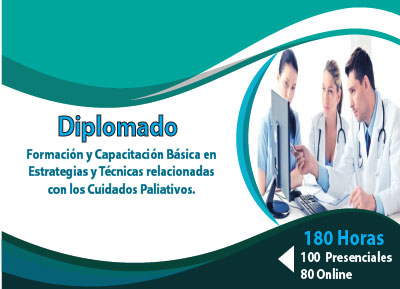 Diplomado
Formación y Capacitación Básica en
Estrategias y Técnicas relacionadas
con los Cuidados Paliativos.
180 Horas
100 Presenciales
80 Online